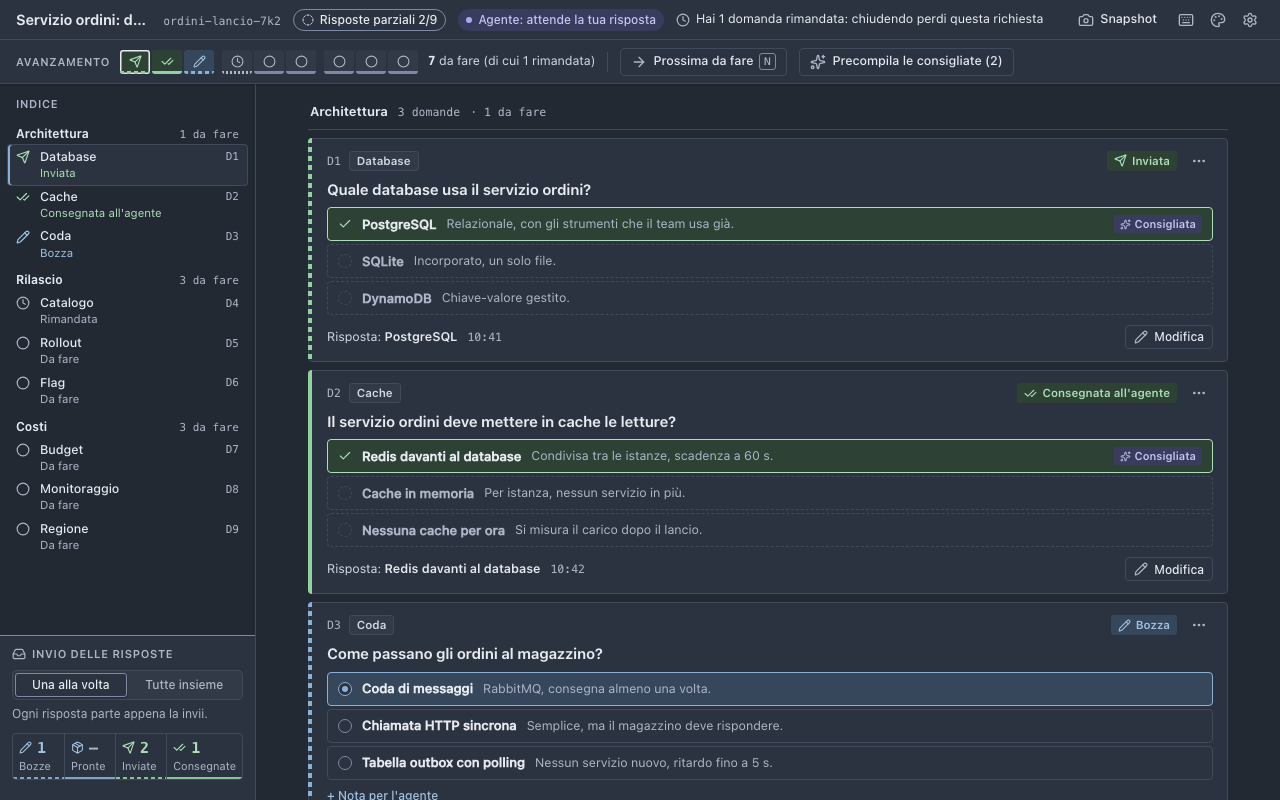 Servizio ordini: d...
ordini-lancio-7k2
Risposte parziali 2/9
Agente: attende la tua risposta
Hai 1 domanda rimandata: chiudendo perdi questa richiesta
Snapshot
AVANZAMENTO
7 da fare (di cui 1 rimandata)
Prossima da fare N
Precompila le consigliate (2)
INDICE
Architettura 1 da fare
Database D1
Inviata
Cache D2
Consegnata all'agente
Coda D3
Bozza
Rilascio 3 da fare
Catalogo D4
Rimandata
Rollout D5
Da fare
Flag D6
Da fare
Costi 3 da fare
Budget D7
Da fare
Monitoraggio D8
Da fare
Regione D9
Da fare
INVIO DELLE RISPOSTE
Una alla volta
Tutte insieme
Ogni risposta parte appena la invii.
1 Bozze
— Pronte
2 Inviate
1 Consegnate
Architettura 3 domande · 1 da fare
D1 Database Inviata
Quale database usa il servizio ordini?
PostgreSQL Relazionale, con gli strumenti che il team usa già. Consigliata
SQLite Incorporato, un solo file.
DynamoDB Chiave-valore gestito.
Risposta: PostgreSQL 10:41 Modifica
D2 Cache Consegnata all'agente
Il servizio ordini deve mettere in cache le letture?
Redis davanti al database Condivisa tra le istanze, scadenza a 60 s. Consigliata
Cache in memoria Per istanza, nessun servizio in più.
Nessuna cache per ora Si misura il carico dopo il lancio.
Risposta: Redis davanti al database 10:42 Modifica
D3 Coda Bozza
Come passano gli ordini al magazzino?
Coda di messaggi RabbitMQ, consegna almeno una volta.
Chiamata HTTP sincrona Semplice, ma il magazzino deve rispondere.
Tabella outbox con polling Nessun servizio nuovo, ritardo fino a 5 s.
+ Nota per l'agente